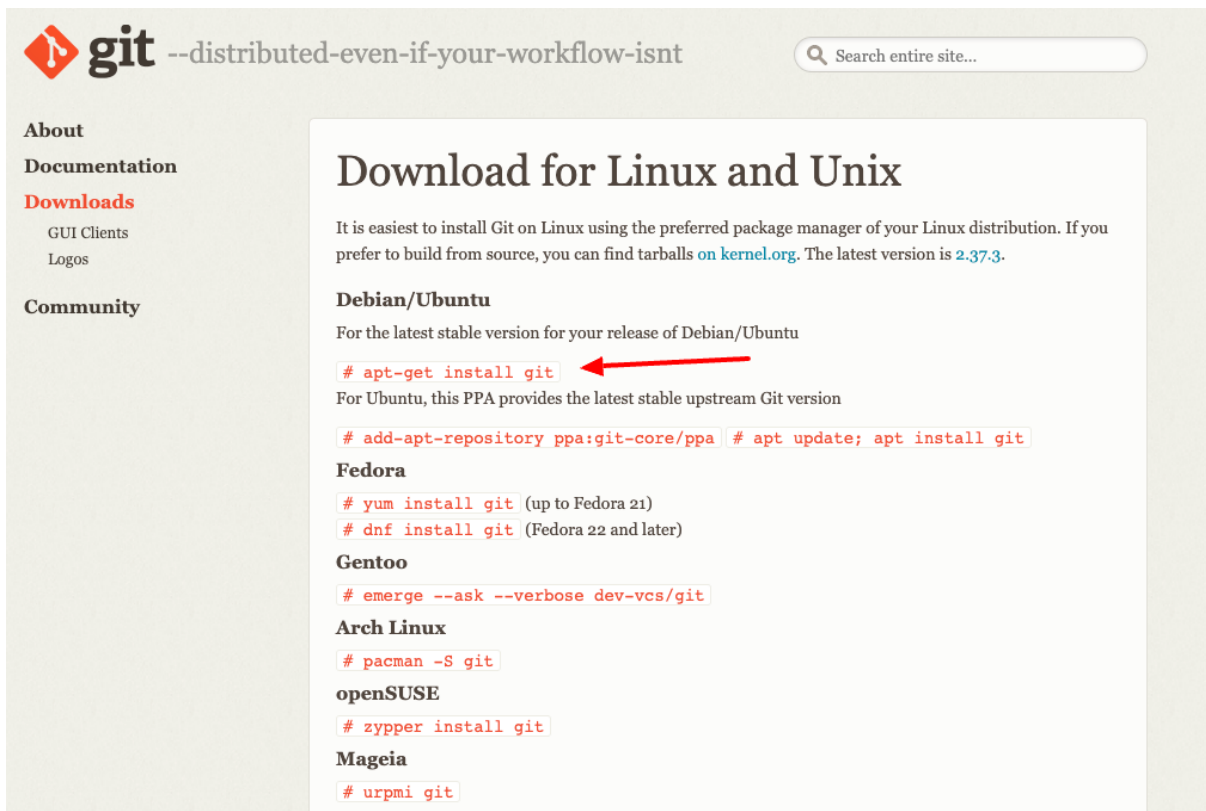 git --distributed-even-if-your-workflow-isnt
Search entire site...
About
Documentation
Downloads
GUI Clients
Logos
Community
Download for Linux and Unix
It is easiest to install Git on Linux using the preferred package manager of your Linux distribution. If you
prefer to build from source, you can find tarballs on kernel.org. The latest version is 2.37.3.
Debian/Ubuntu
For the latest stable version for your release of Debian/Ubuntu
# apt-get install git
For Ubuntu, this PPA provides the latest stable upstream Git version
# add-apt-repository ppa:git-core/ppa # apt update; apt install git
Fedora
# yum install git (up to Fedora 21)
# dnf install git (Fedora 22 and later)
Gentoo
# emerge --ask --verbose dev-vcs/git
Arch Linux
# pacman -S git
openSUSE
# zypper install git
Mageia
# urpmi git